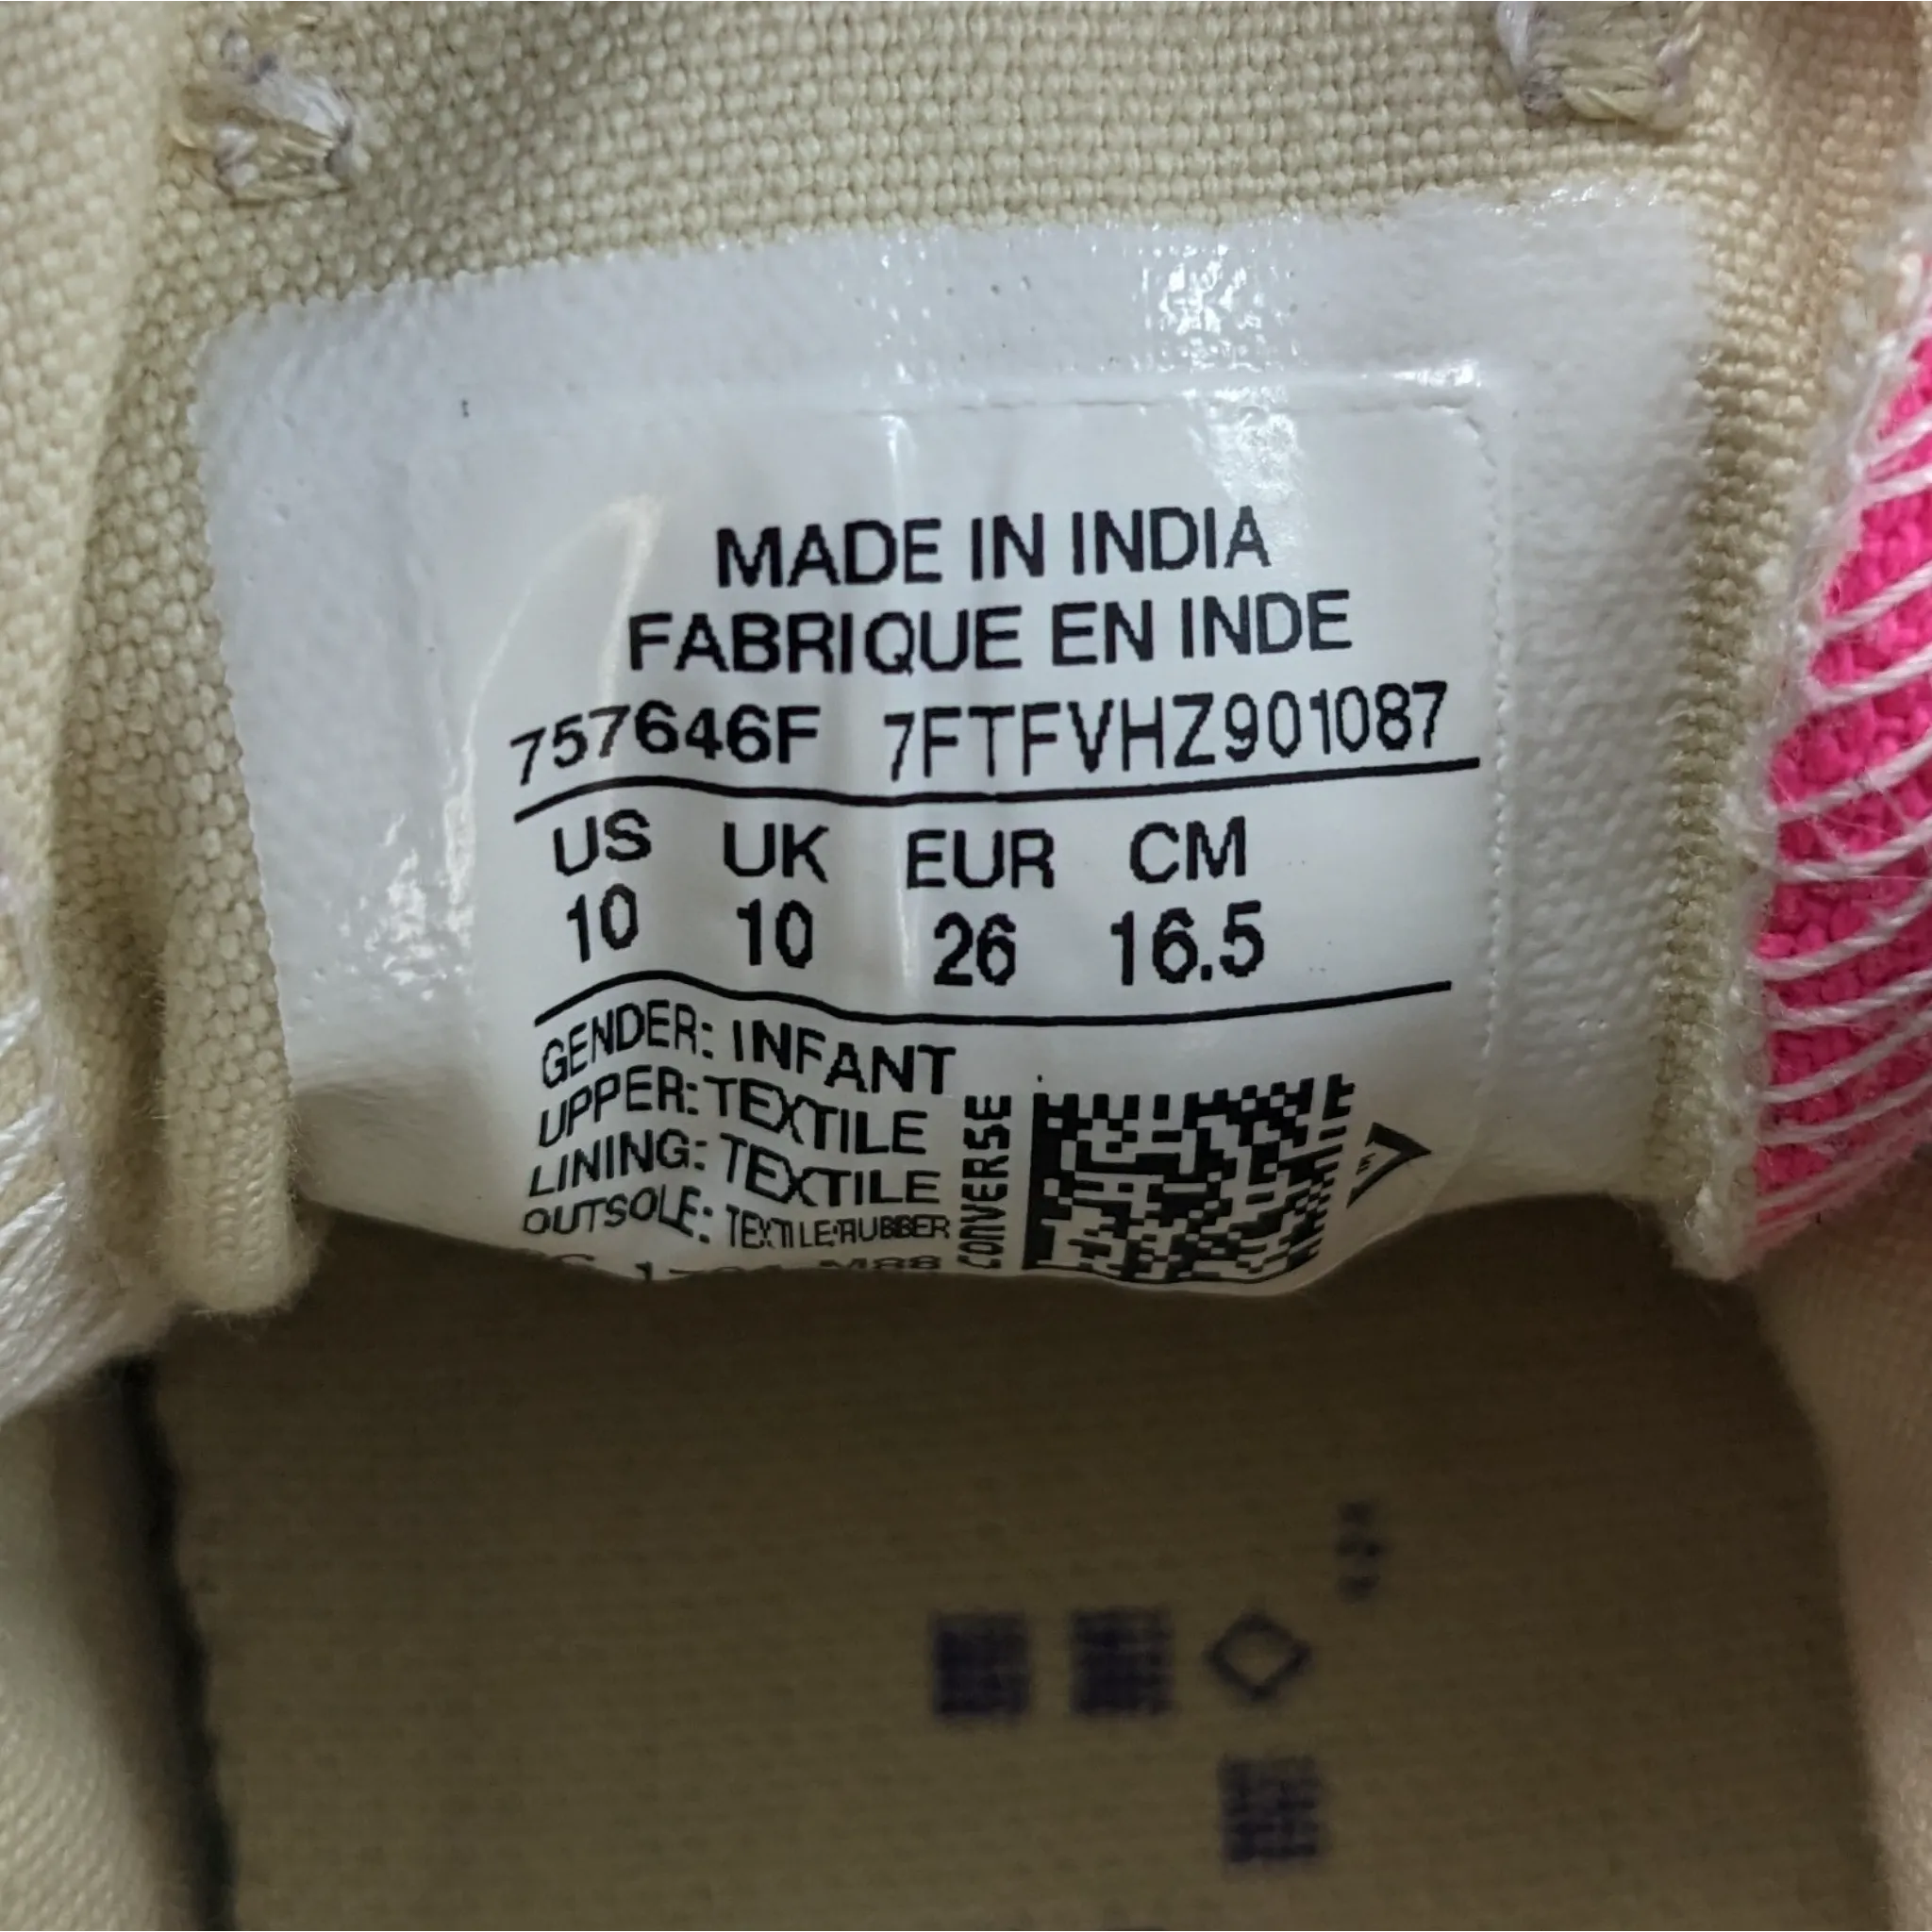 MADE IN INDIA
FABRIQUE EN INDE
757646F 7FTFVHZ901087
US UK EUR CM
10 10 26 16.5
GENDER: INFANT
UPPER: TEXTILE
LINING: TEXTILE
OUTSOLE: TEXTILE/RUBBER
CONVERSE